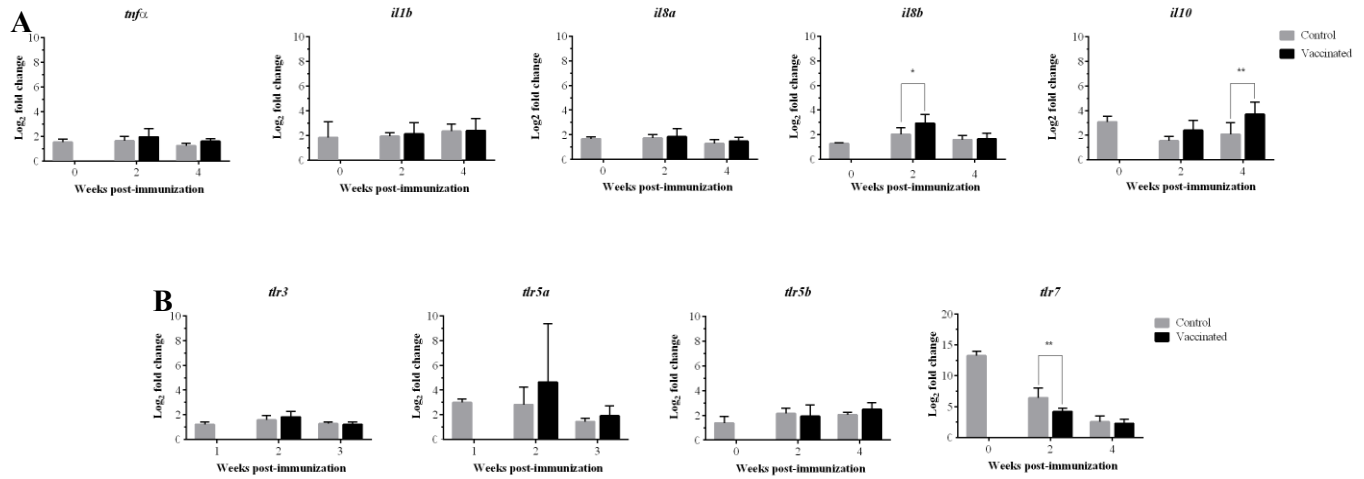 A
tnfα
Log2 fold change
10
8
6
4
2
0
0 2 4
Weeks post-immunization
il1b
Log2 fold change
10
8
6
4
2
0
0 2 4
Weeks post-immunization
il8a
Log2 fold change
10
8
6
4
2
0
0 2 4
Weeks post-immunization
il8b
Log2 fold change
10
8
6
4
2
0
*
0 2 4
Weeks post-immunization
il10
Log2 fold change
10
8
6
4
2
0
**
0 2 4
Weeks post-immunization
Control
Vaccinated
B
tlr3
Log2 fold change
10
8
6
4
2
0
1 2 3
Weeks post-immunization
tlr5a
Log2 fold change
10
8
6
4
2
0
1 2 3
Weeks post-immunization
tlr5b
Log2 fold change
10
8
6
4
2
0
0 2 4
Weeks post-immunization
tlr7
Log2 fold change
20
15
10
5
0
**
0 2 4
Weeks post-immunization
Control
Vaccinated